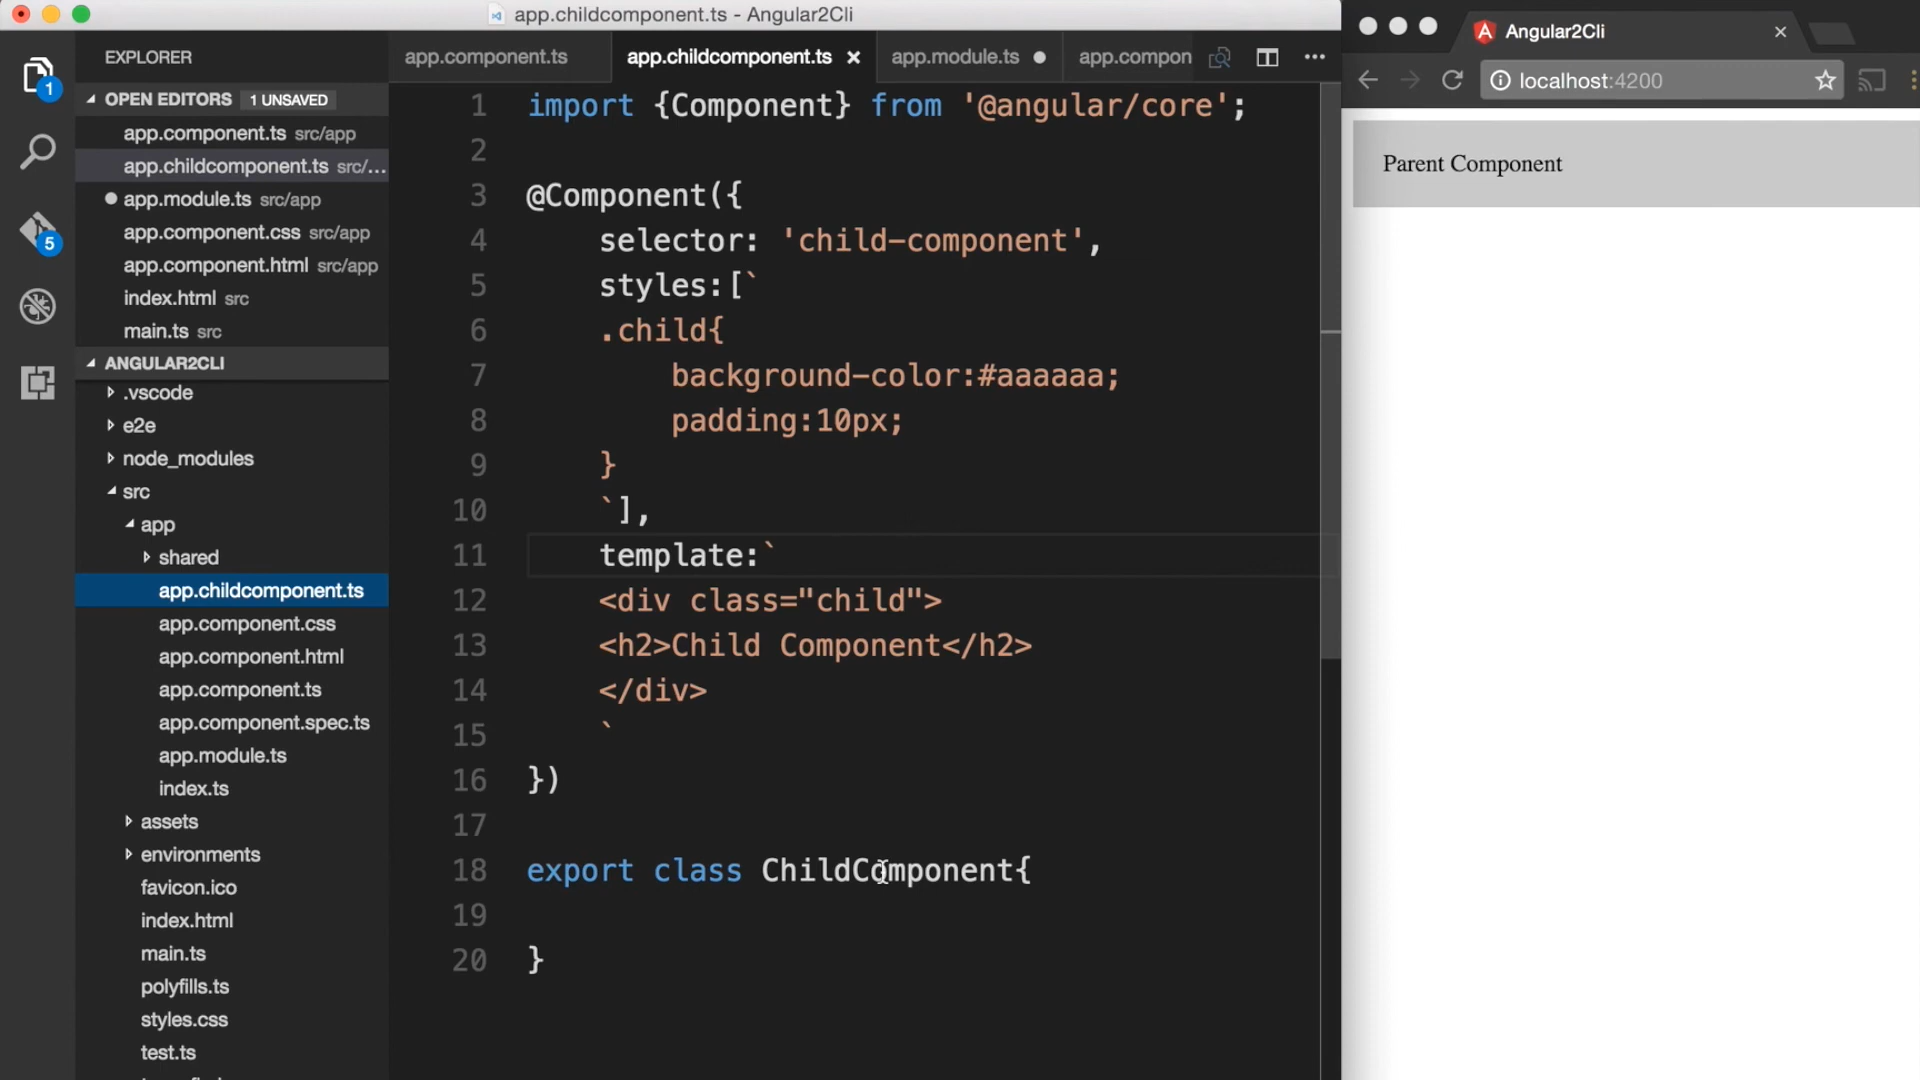 app.childcomponent.ts - Angular2Cli
EXPLORER
OPEN EDITORS 1 UNSAVED
app.component.ts src/app
app.childcomponent.ts src/...
app.module.ts src/app
app.component.css src/app
app.component.html src/app
index.html src
main.ts src
ANGULAR2CLI
.vscode
e2e
node_modules
src
app
shared
app.childcomponent.ts
app.component.css
app.component.html
app.component.ts
app.component.spec.ts
app.module.ts
index.ts
assets
environments
favicon.ico
index.html
main.ts
polyfills.ts
styles.css
test.ts
1
5
app.component.ts
app.childcomponent.ts
app.module.ts
app.compon
1 import {Component} from '@angular/core';
2
3 @Component({
4 selector: 'child-component',
5 styles:[`
6 .child{
7 background-color:#aaaaaa;
8 padding:10px;
9 }
10 `],
11 template:`
12 <div class="child">
13 <h2>Child Component</h2>
14 </div>
15 `
16 })
17
18 export class ChildComponent{
19
20 }
Angular2Cli
localhost:4200
Parent Component